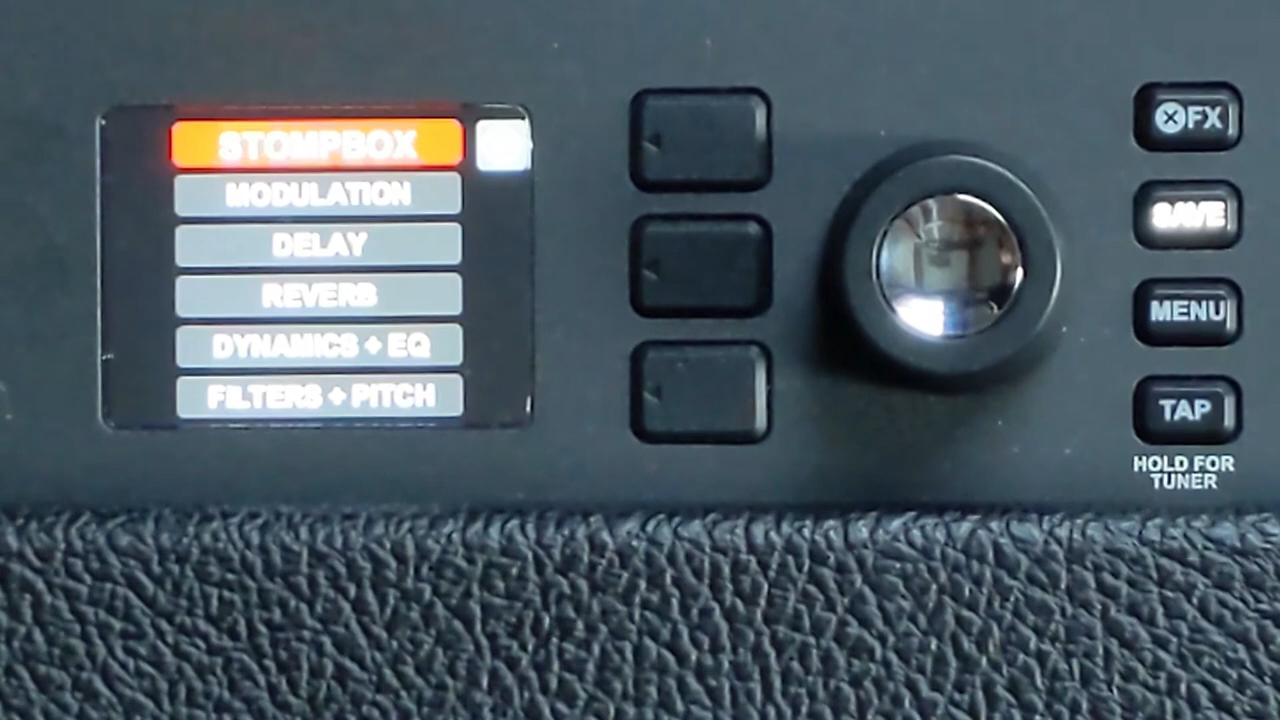 STOMPBOX
MODULATION
DELAY
REVERB
DYNAMICS + EQ
FILTERS + PITCH
FX
SAVE
MENU
TAP
HOLD FOR
TUNER